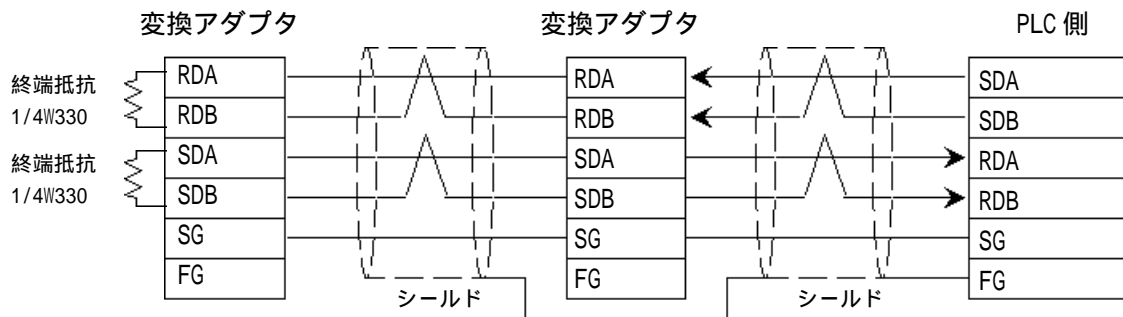 変換アダプタ
変換アダプタ
PLC 側
終端抵抗
1/4W330
終端抵抗
1/4W330
RDA
RDB
SDA
SDB
SG
FG
シールド
RDA
RDB
SDA
SDB
SG
FG
シールド
SDA
SDB
RDA
RDB
SG
FG